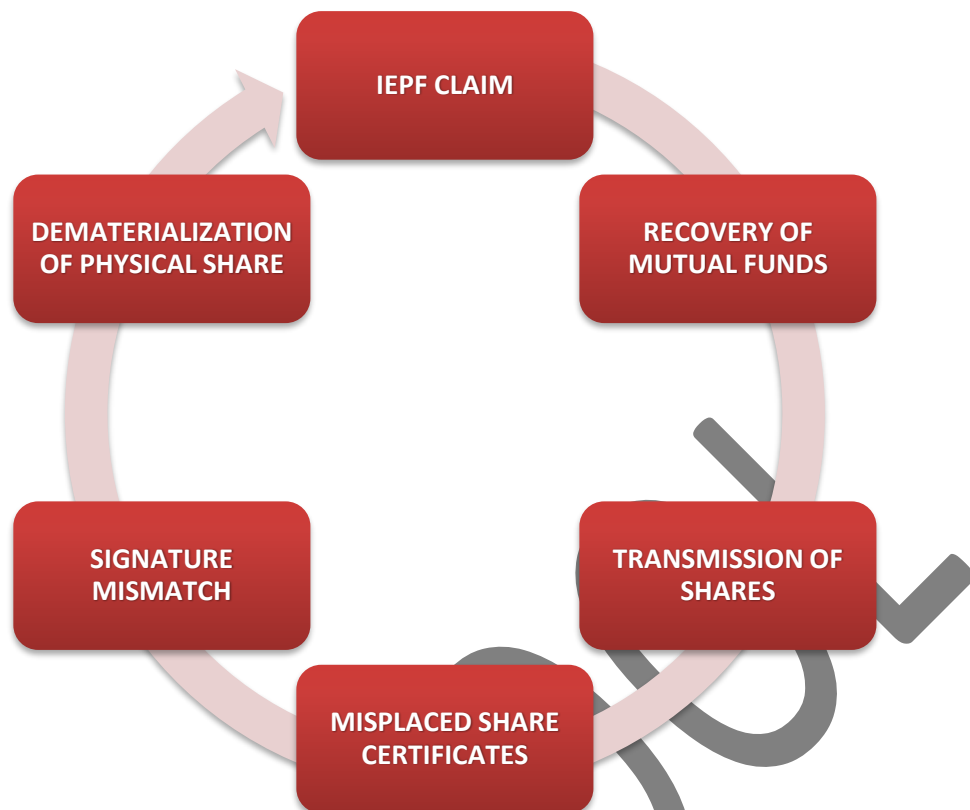 IEPF CLAIM
RECOVERY OF
MUTUAL FUNDS
TRANSMISSION OF
SHARES
MISPLACED SHARE
CERTIFICATES
SIGNATURE
MISMATCH
DEMATERIALIZATION
OF PHYSICAL SHARE